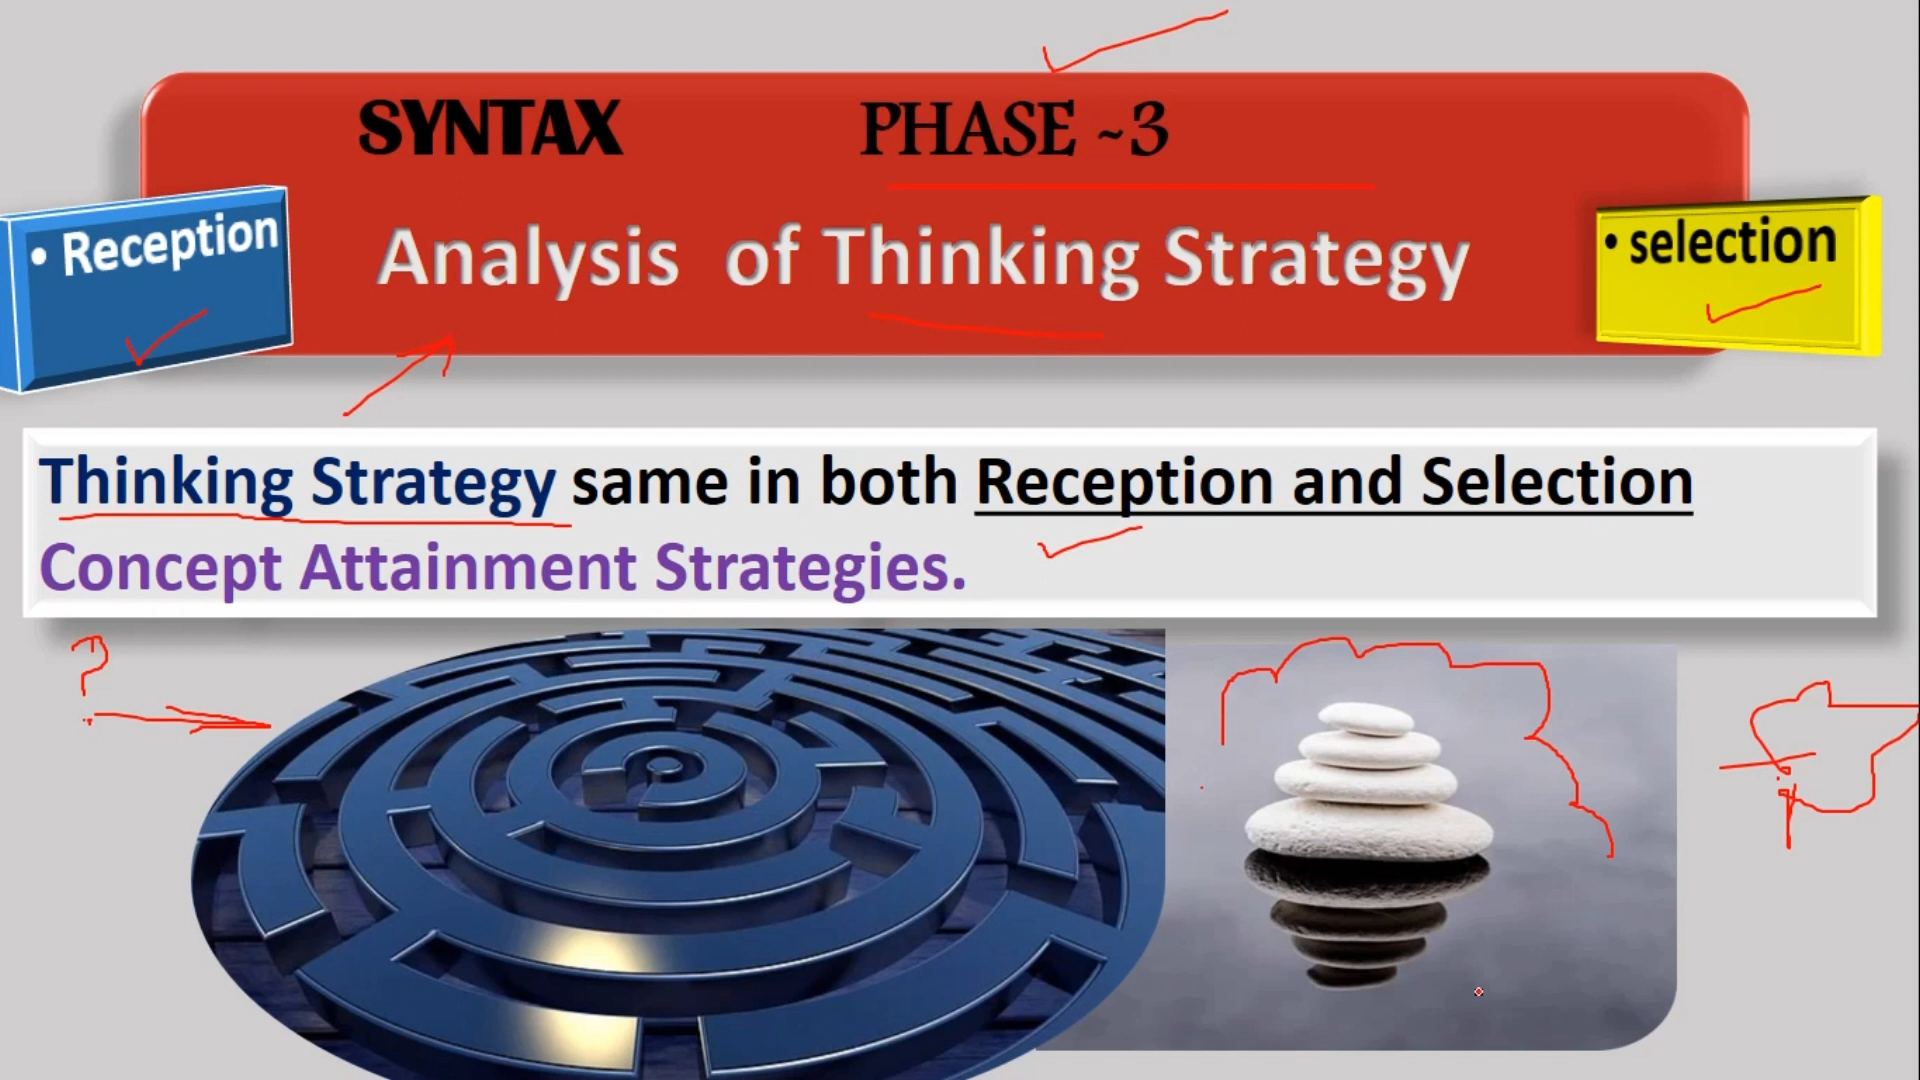 SYNTAX PHASE ~3
• Reception
Analysis of Thinking Strategy
• selection
Thinking Strategy same in both Reception and Selection
Concept Attainment Strategies.
?